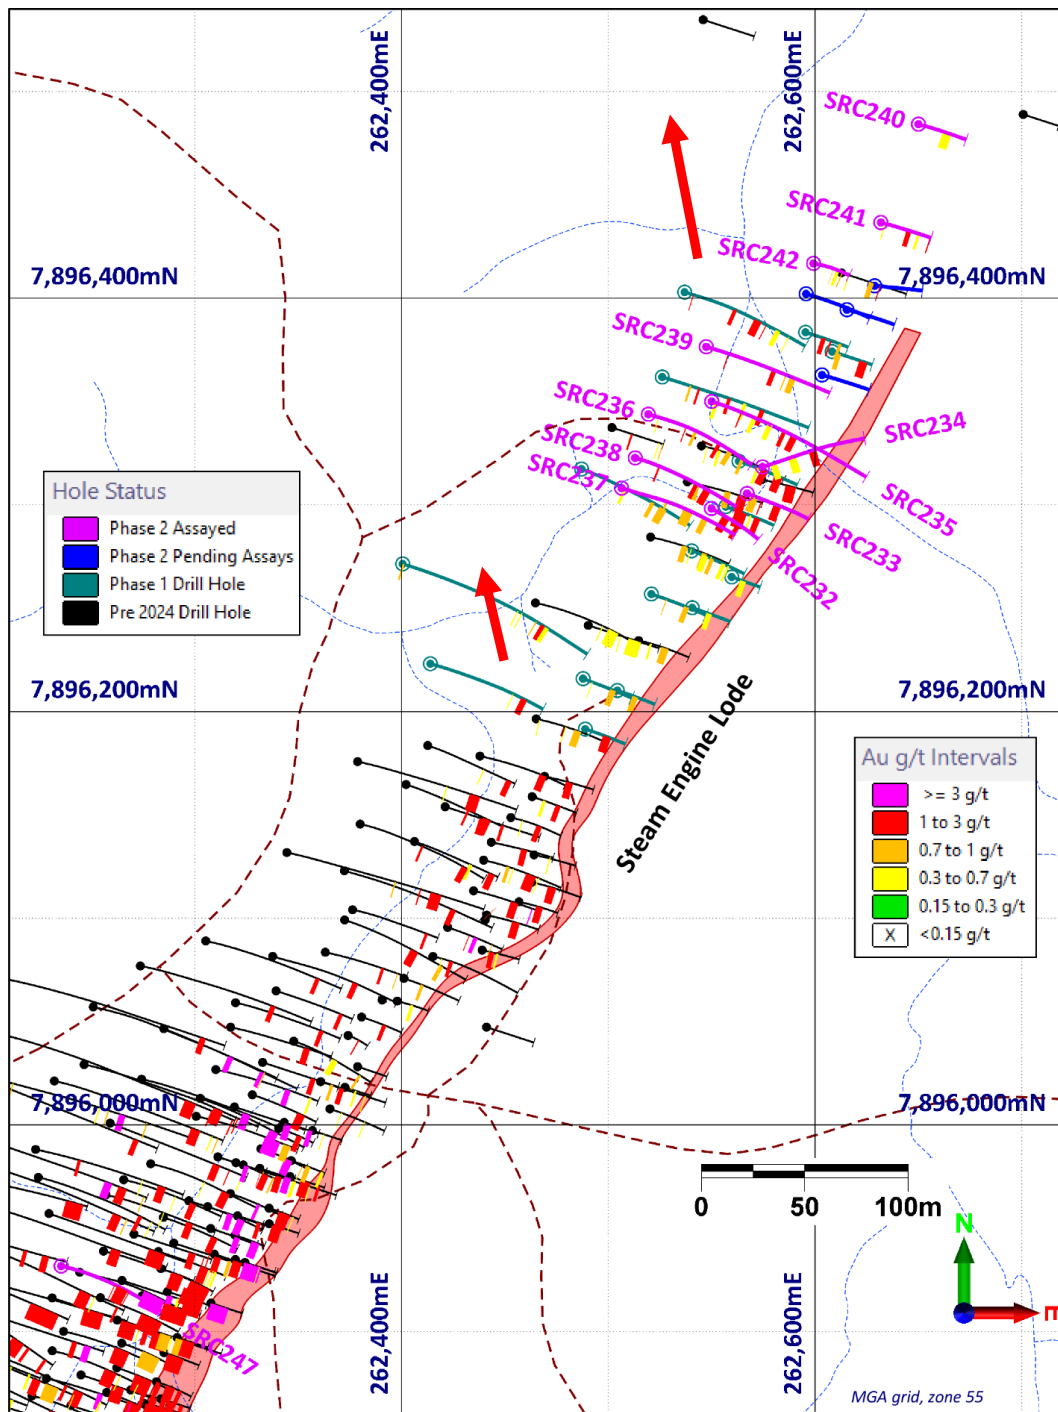 262,400mE
262,600mE
SRC240
SRC241
SRC242
7,896,400mN
7,896,400mN
SRC239
SRC236
SRC234
SRC238
SRC237
SRC235
SRC233
SRC232
Hole Status
Phase 2 Assayed
Phase 2 Pending Assays
Phase 1 Drill Hole
Pre 2024 Drill Hole
7,896,200mN
7,896,200mN
Steam Engine Lode
Au g/t Intervals
>= 3 g/t
1 to 3 g/t
0.7 to 1 g/t
0.3 to 0.7 g/t
0.15 to 0.3 g/t
X <0.15 g/t
7,896,000mN
7,896,000mN
0 50 100m
N
E
SRC247
262,400mE
262,600mE
MGA grid, zone 55